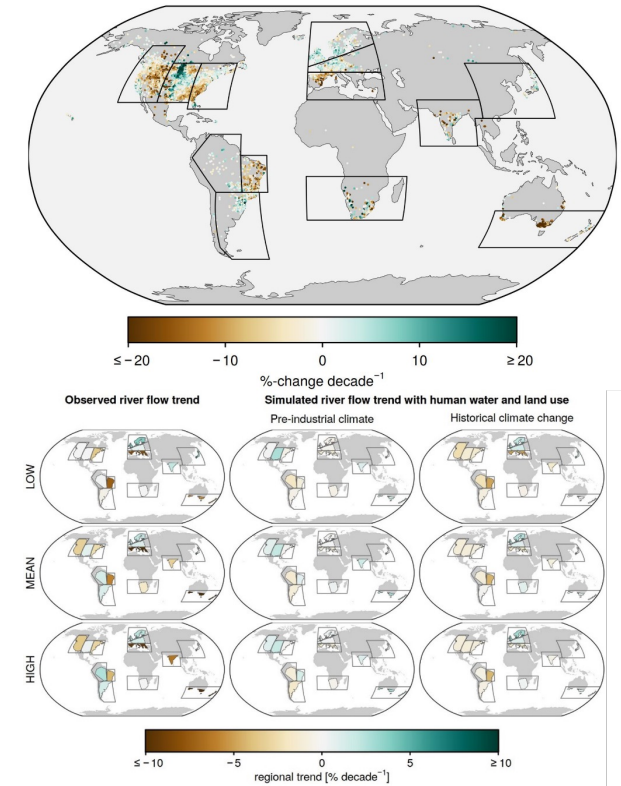 ≤ −20 −10 0 10 ≥ 20
%-change decade⁻¹
Observed river flow trend Simulated river flow trend with human water and land use
Pre-industrial climate Historical climate change
LOW
MEAN
HIGH
≤ −10 −5 0 5 ≥ 10
regional trend [% decade⁻¹]